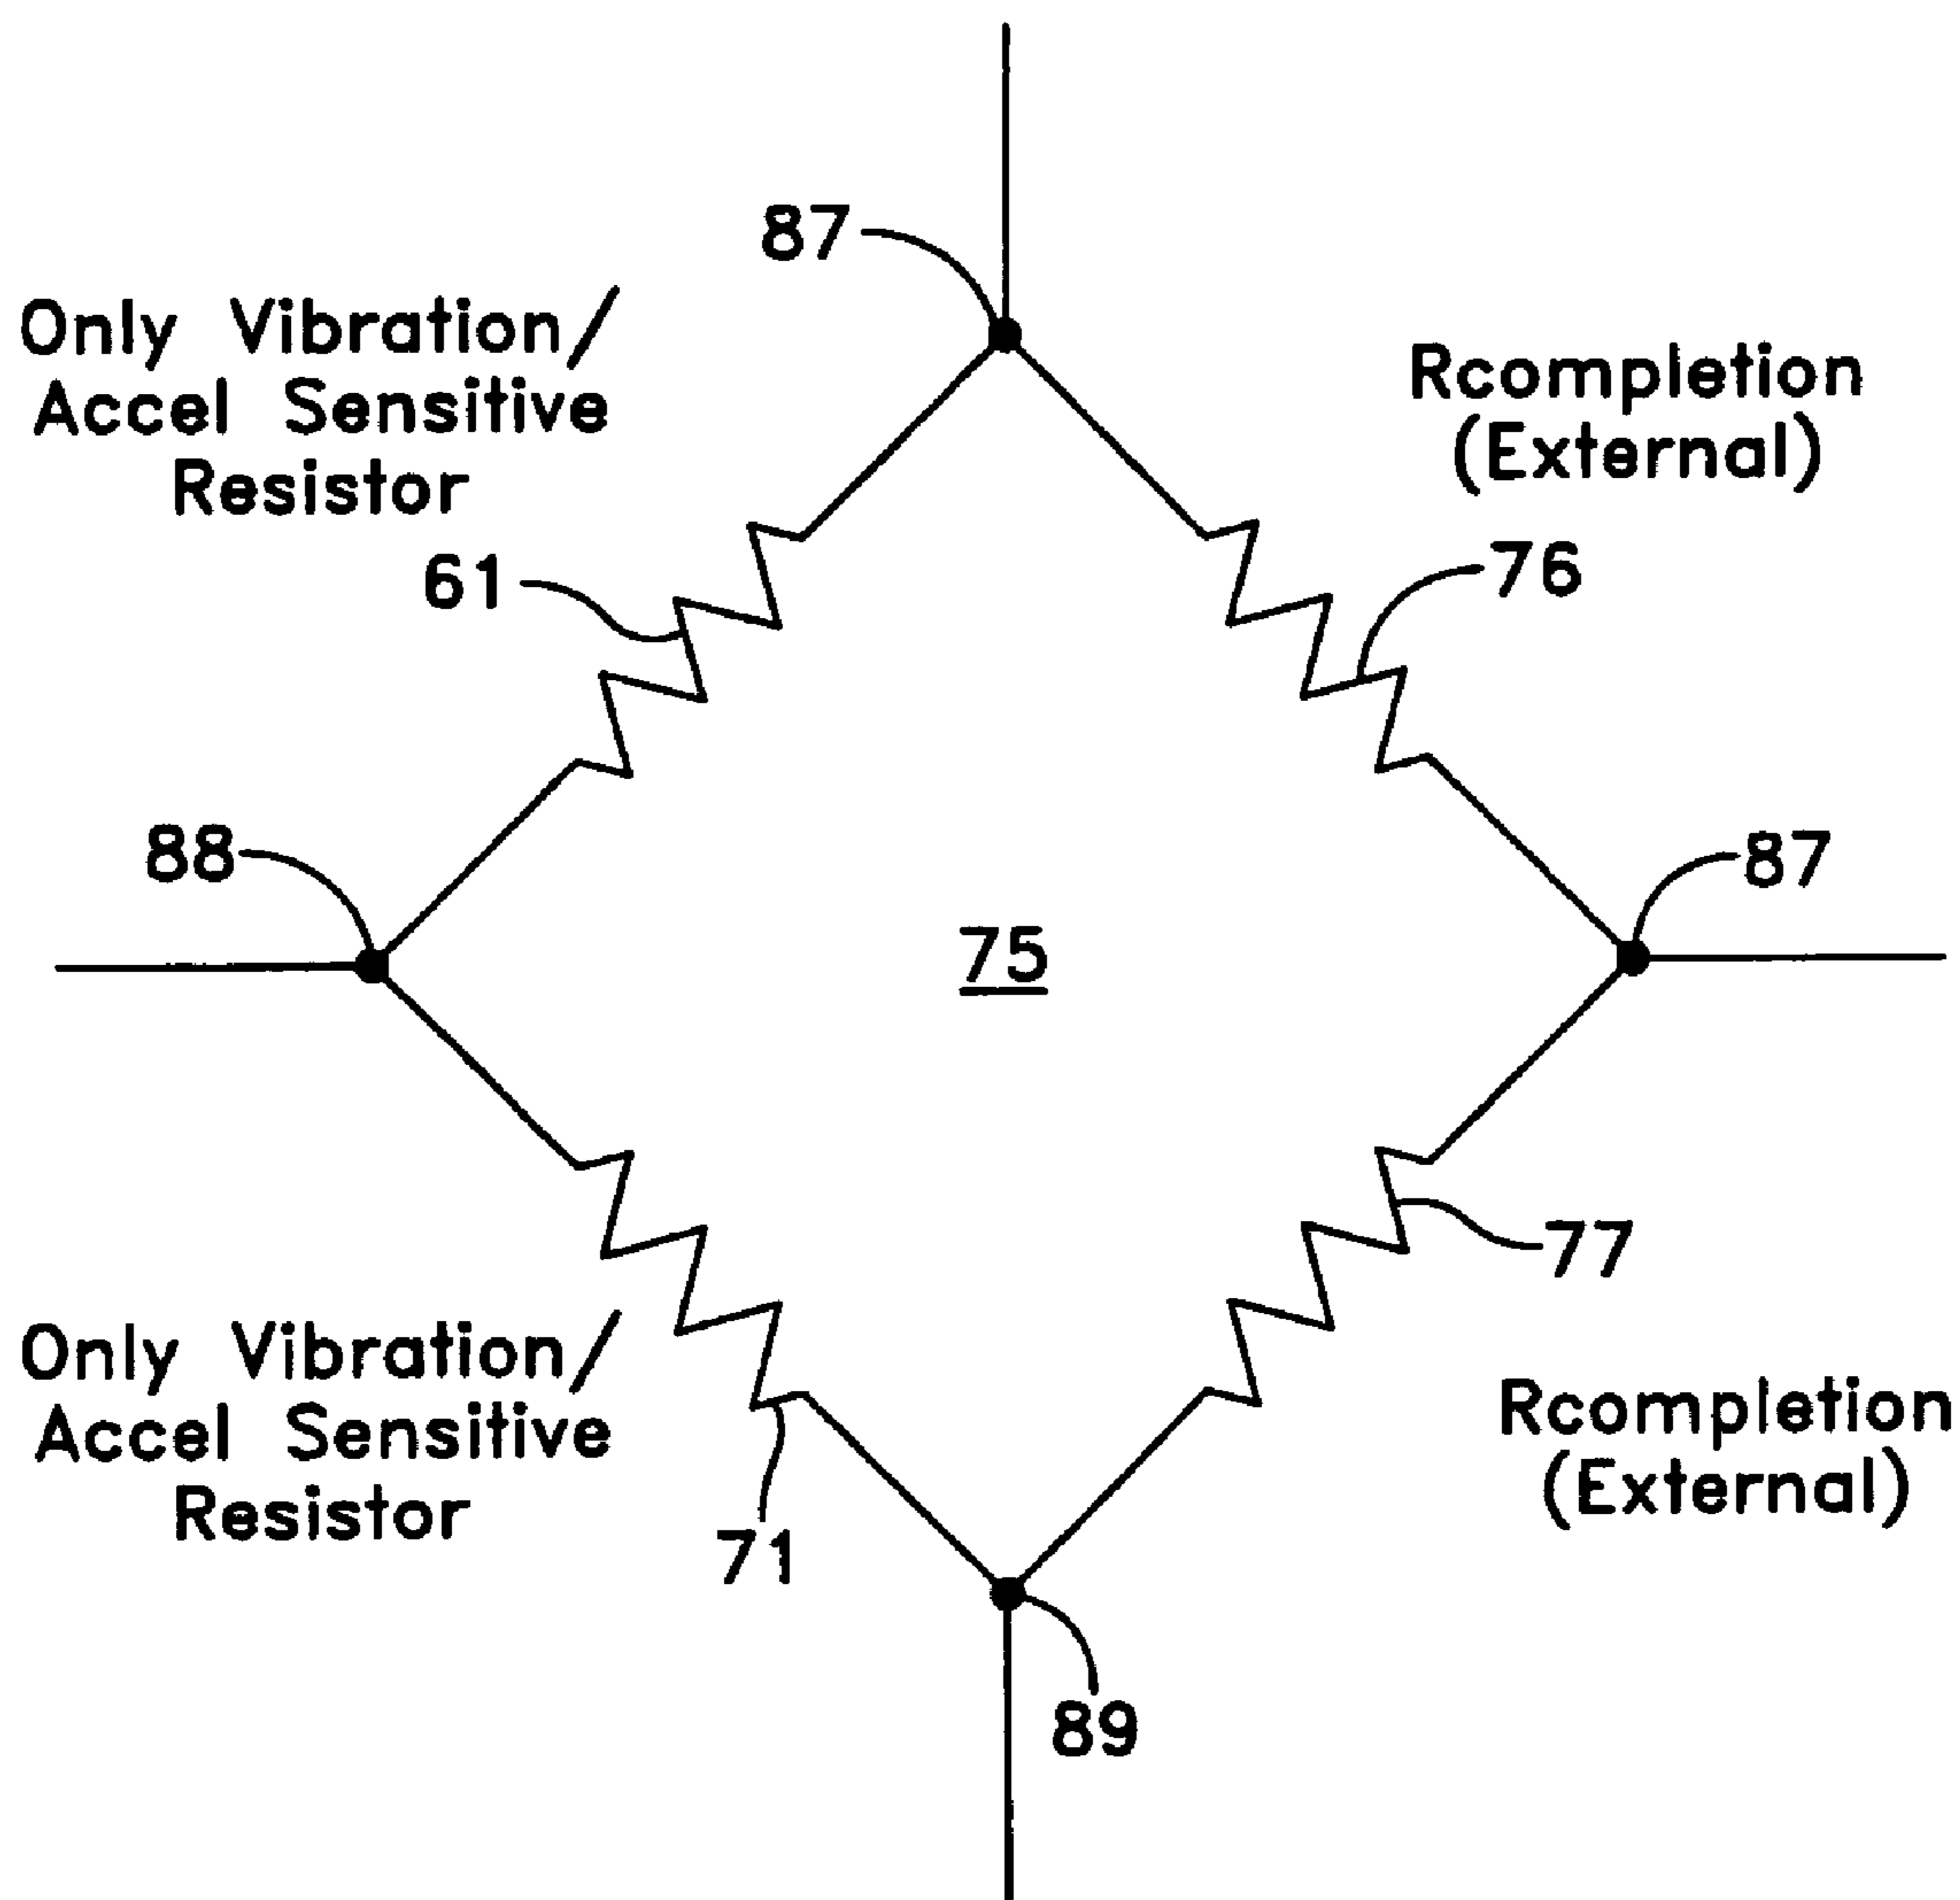 87
Only Vibration/
Accel Sensitive
Resistor
Rcompletion
(External)
61
76
88
87
75
77
Only Vibration/
Accel Sensitive
Resistor
Rcompletion
(External)
71
89